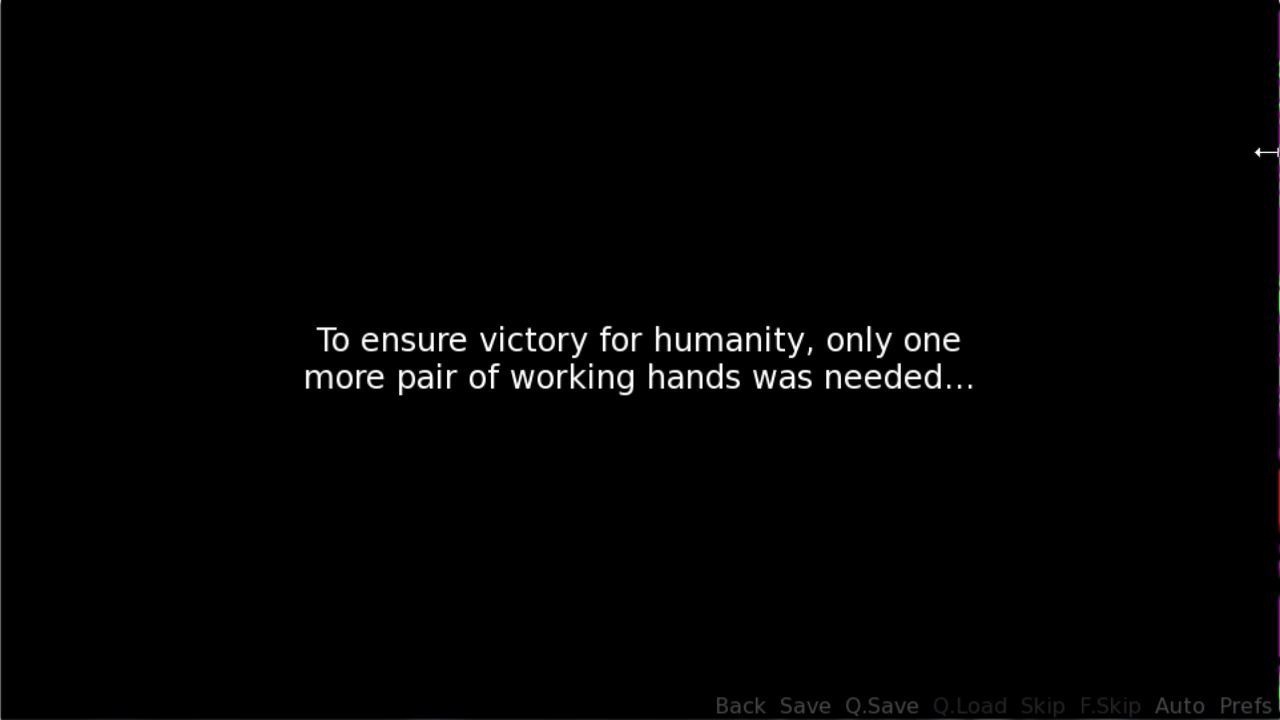 To ensure victory for humanity, only one
more pair of working hands was needed...
Back Save Q.Save Q.Load Skip F.Skip Auto Prefs